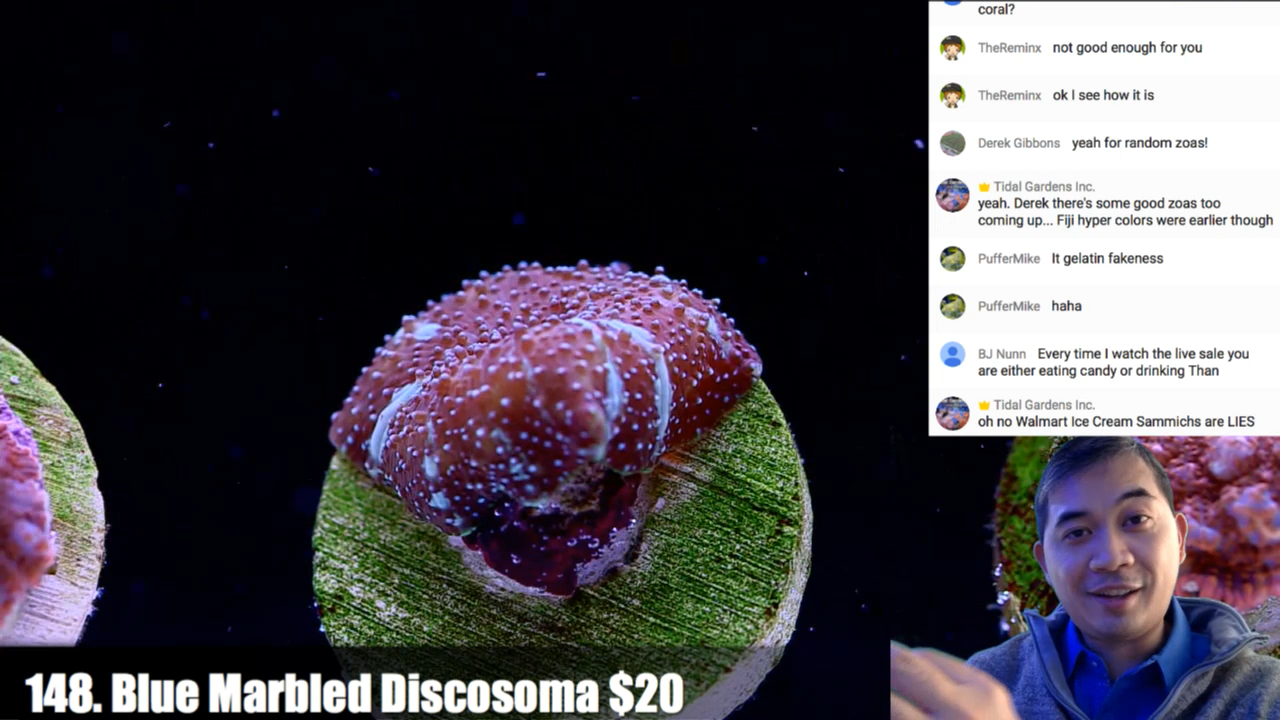 coral?
TheReminx not good enough for you
TheReminx ok I see how it is
Derek Gibbons yeah for random zoas!
Tidal Gardens Inc.
yeah. Derek there's some good zoas too
coming up... Fiji hyper colors were earlier though
PufferMike It gelatin fakeness
PufferMike haha
BJ Nunn Every time I watch the live sale you
are either eating candy or drinking Than
Tidal Gardens Inc.
oh no Walmart Ice Cream Sammichs are LIES
148. Blue Marbled Discosoma $20